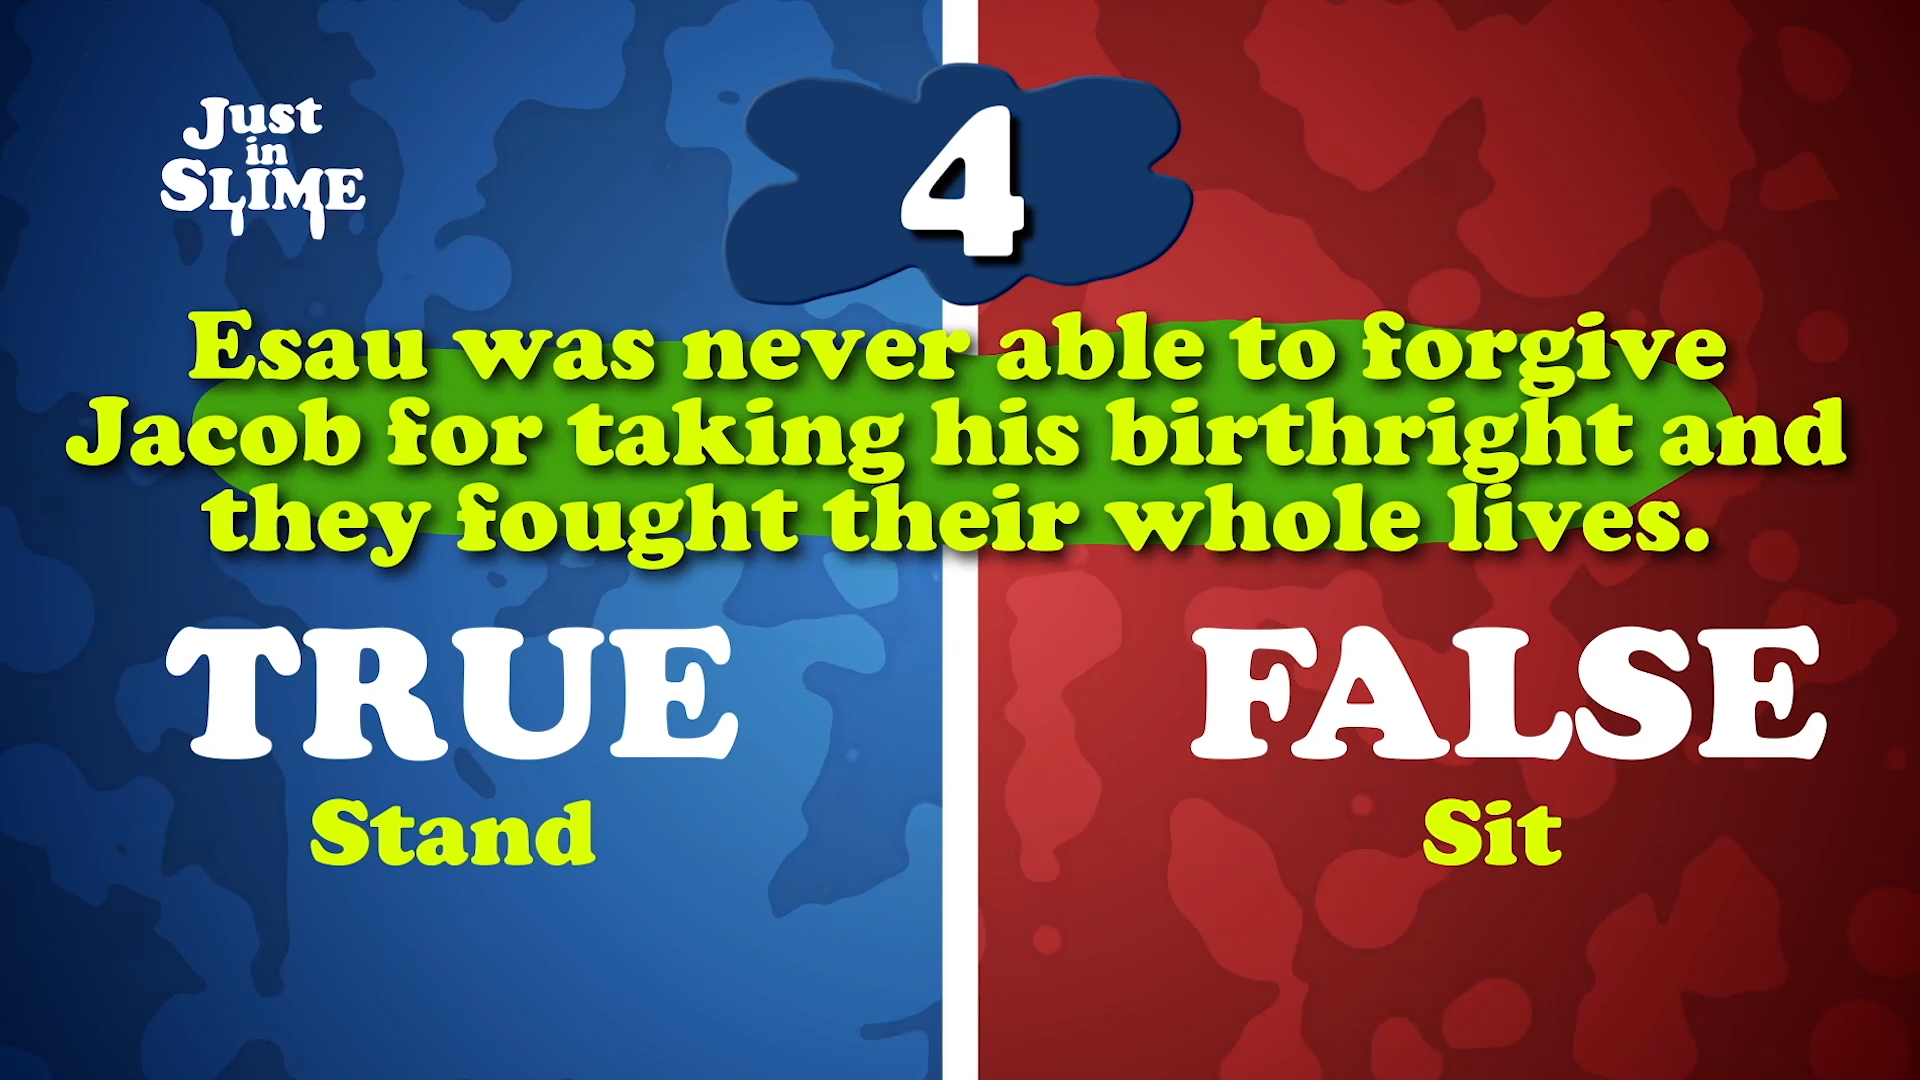 Just
in
SLIME
4
Esau was never able to forgive
Jacob for taking his birthright and
they fought their whole lives.
TRUE
FALSE
Stand
Sit